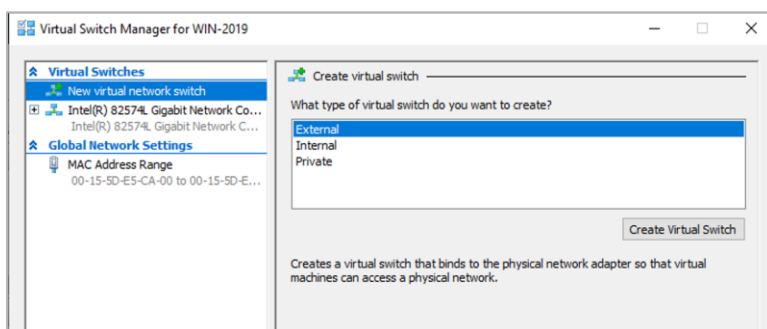 Virtual Switch Manager for WIN-2019
Virtual Switches
New virtual network switch
Intel(R) 82574L Gigabit Network Co...
Intel(R) 82574L Gigabit Network C...
Global Network Settings
MAC Address Range
00-15-5D-E5-CA-00 to 00-15-5D-E...
Create virtual switch
What type of virtual switch do you want to create?
External
Internal
Private
Create Virtual Switch
Creates a virtual switch that binds to the physical network adapter so that virtual
machines can access a physical network.